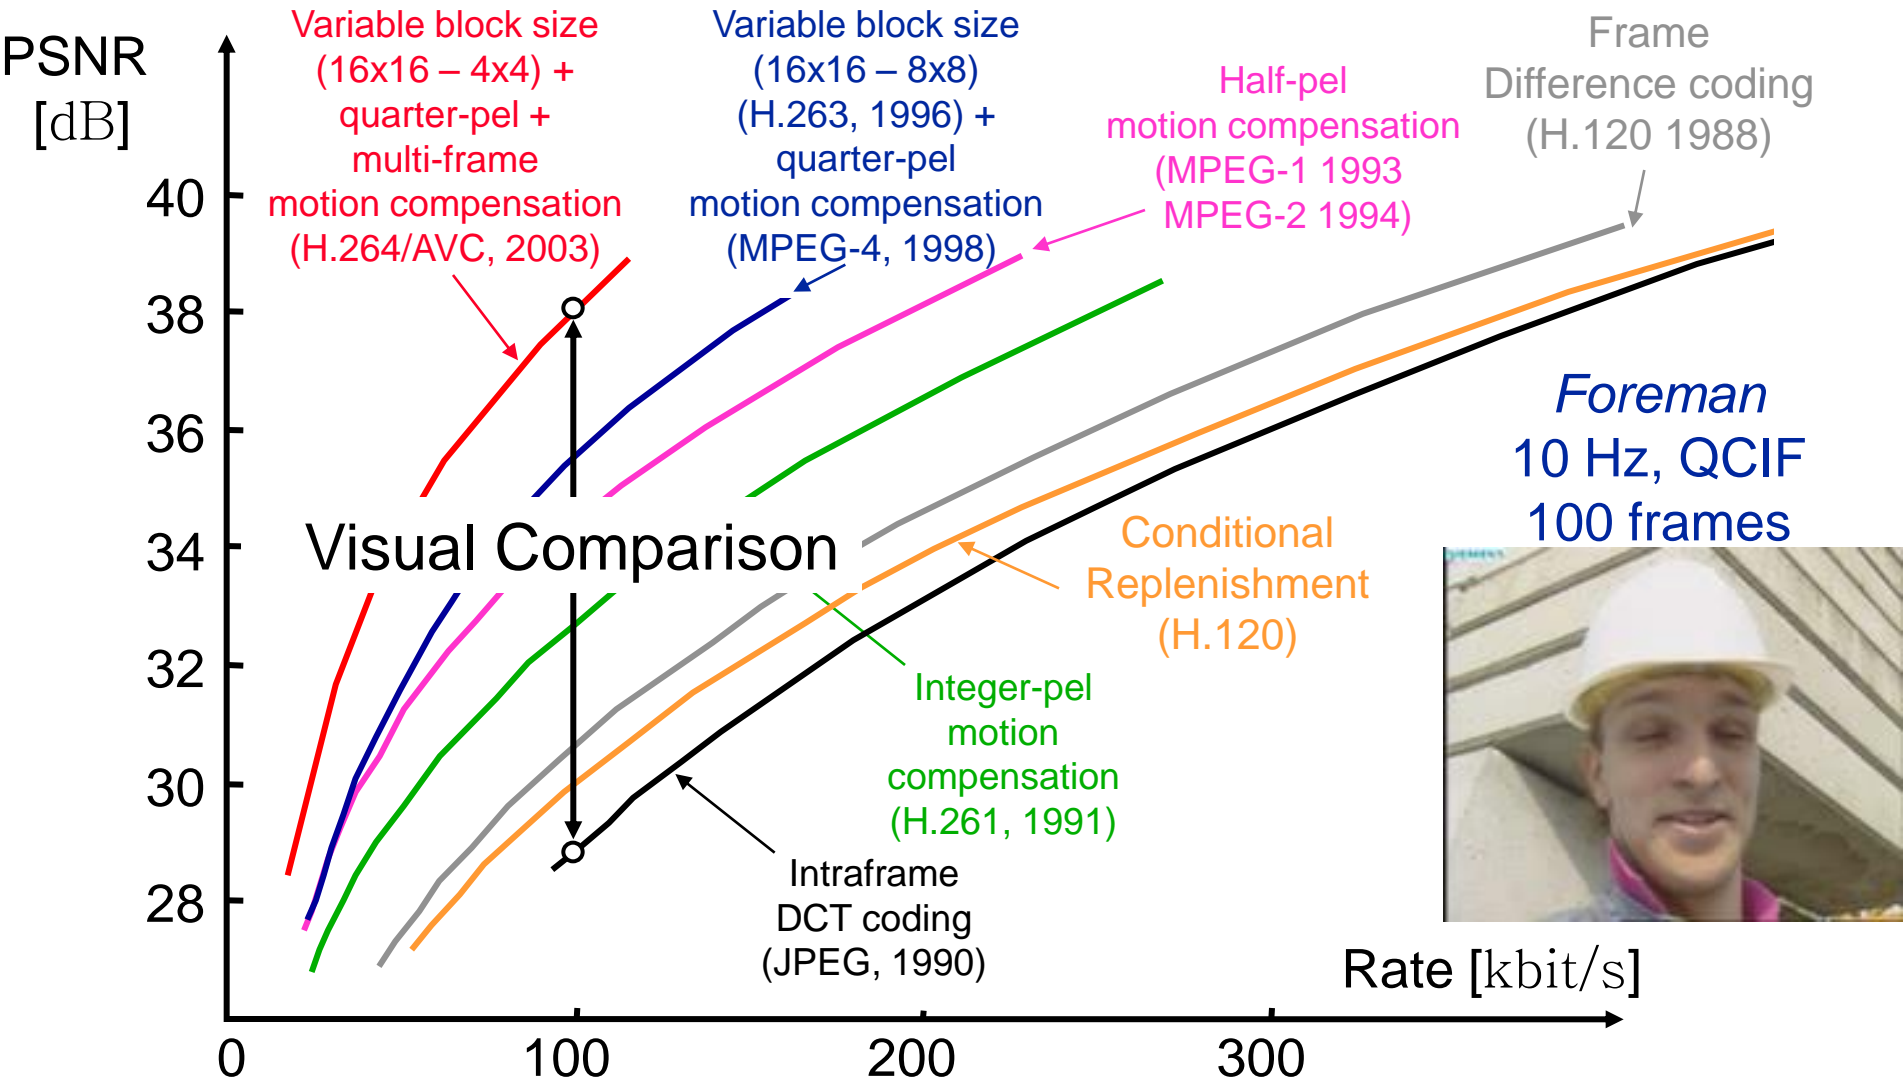 PSNR
[dB]
Variable block size
(16x16 – 4x4) +
quarter-pel +
multi-frame
motion compensation
(H.264/AVC, 2003)
Variable block size
(16x16 – 8x8)
(H.263, 1996) +
quarter-pel
motion compensation
(MPEG-4, 1998)
Half-pel
motion compensation
(MPEG-1 1993
MPEG-2 1994)
Frame
Difference coding
(H.120 1988)
40
38
36
34
32
30
28
Visual Comparison
Foreman
10 Hz, QCIF
100 frames
Conditional
Replenishment
(H.120)
Integer-pel
motion
compensation
(H.261, 1991)
Intraframe
DCT coding
(JPEG, 1990)
Rate [kbit/s]
0
100
200
300